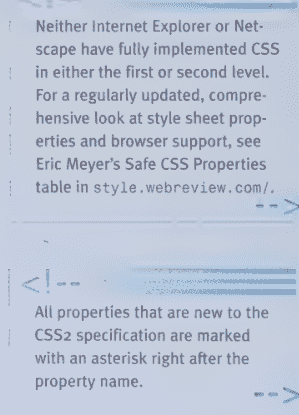 Neither Internet Explorer or Net-
scape have fully implemented CSS
in either the first or second level.
For a regularly updated, compre-
hensive look at style sheet prop-
erties and browser support, see
Eric Meyer's Safe CSS Properties
table in style.webreview.com/.
-->
<!--
All properties that are new to the
CSS2 specification are marked
with an asterisk right after the
property name.
-->